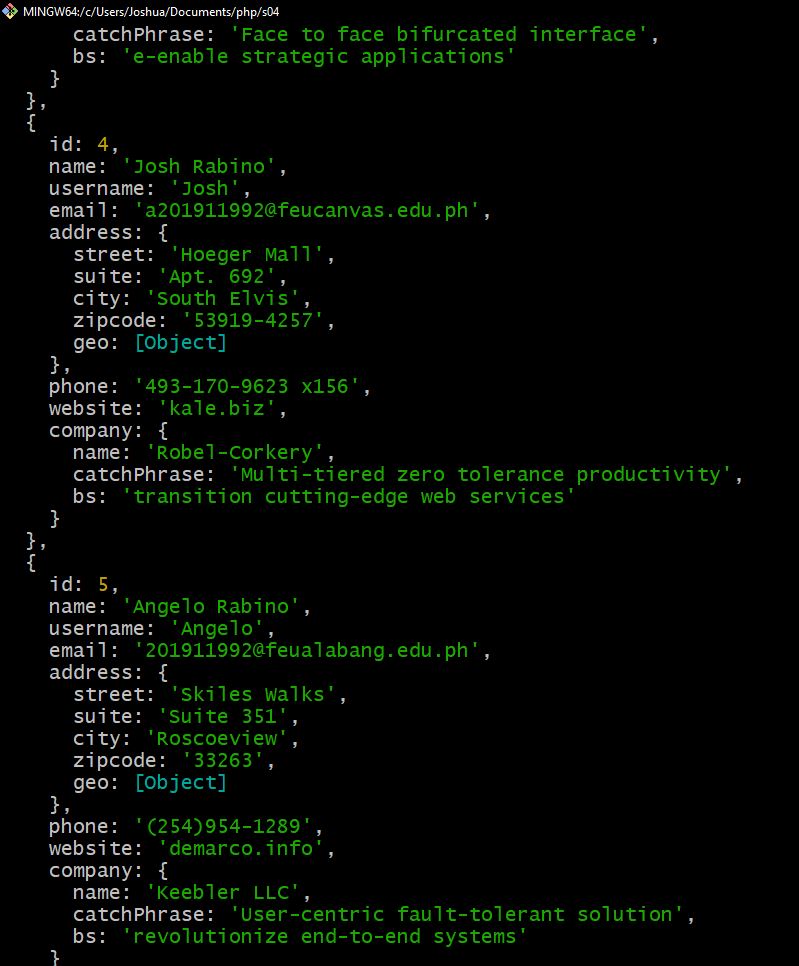 MINGW64:/c/Users/Joshua/Documents/php/s04
catchPhrase: 'Face to face bifurcated interface',
bs: 'e-enable strategic applications'
}
},
{
id: 4,
name: 'Josh Rabino',
username: 'Josh',
email: 'a201911992@feucanvas.edu.ph',
address: {
street: 'Hoeger Mall',
suite: 'Apt. 692',
city: 'South Elvis',
zipcode: '53919-4257',
geo: [Object]
},
phone: '493-170-9623 x156',
website: 'kale.biz',
company: {
name: 'Robel-Corkery',
catchPhrase: 'Multi-tiered zero tolerance productivity',
bs: 'transition cutting-edge web services'
}
},
{
id: 5,
name: 'Angelo Rabino',
username: 'Angelo',
email: '201911992@feualabang.edu.ph',
address: {
street: 'Skiles Walks',
suite: 'Suite 351',
city: 'Roscoeview',
zipcode: '33263',
geo: [Object]
},
phone: '(254)954-1289',
website: 'demarco.info',
company: {
name: 'Keebler LLC',
catchPhrase: 'User-centric fault-tolerant solution',
bs: 'revolutionize end-to-end systems'
}